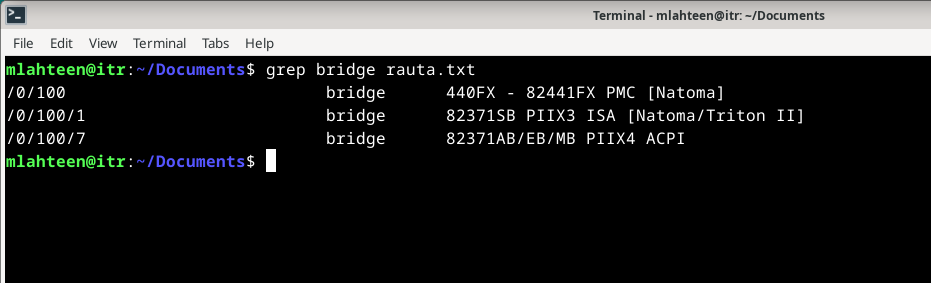 Terminal - mlahteen@itr: ~/Documents
File Edit View Terminal Tabs Help
mlahteen@itr:~/Documents$ grep bridge rauta.txt
/0/100                          bridge      440FX - 82441FX PMC [Natoma]
/0/100/1                        bridge      82371SB PIIX3 ISA [Natoma/Triton II]
/0/100/7                        bridge      82371AB/EB/MB PIIX4 ACPI
mlahteen@itr:~/Documents$